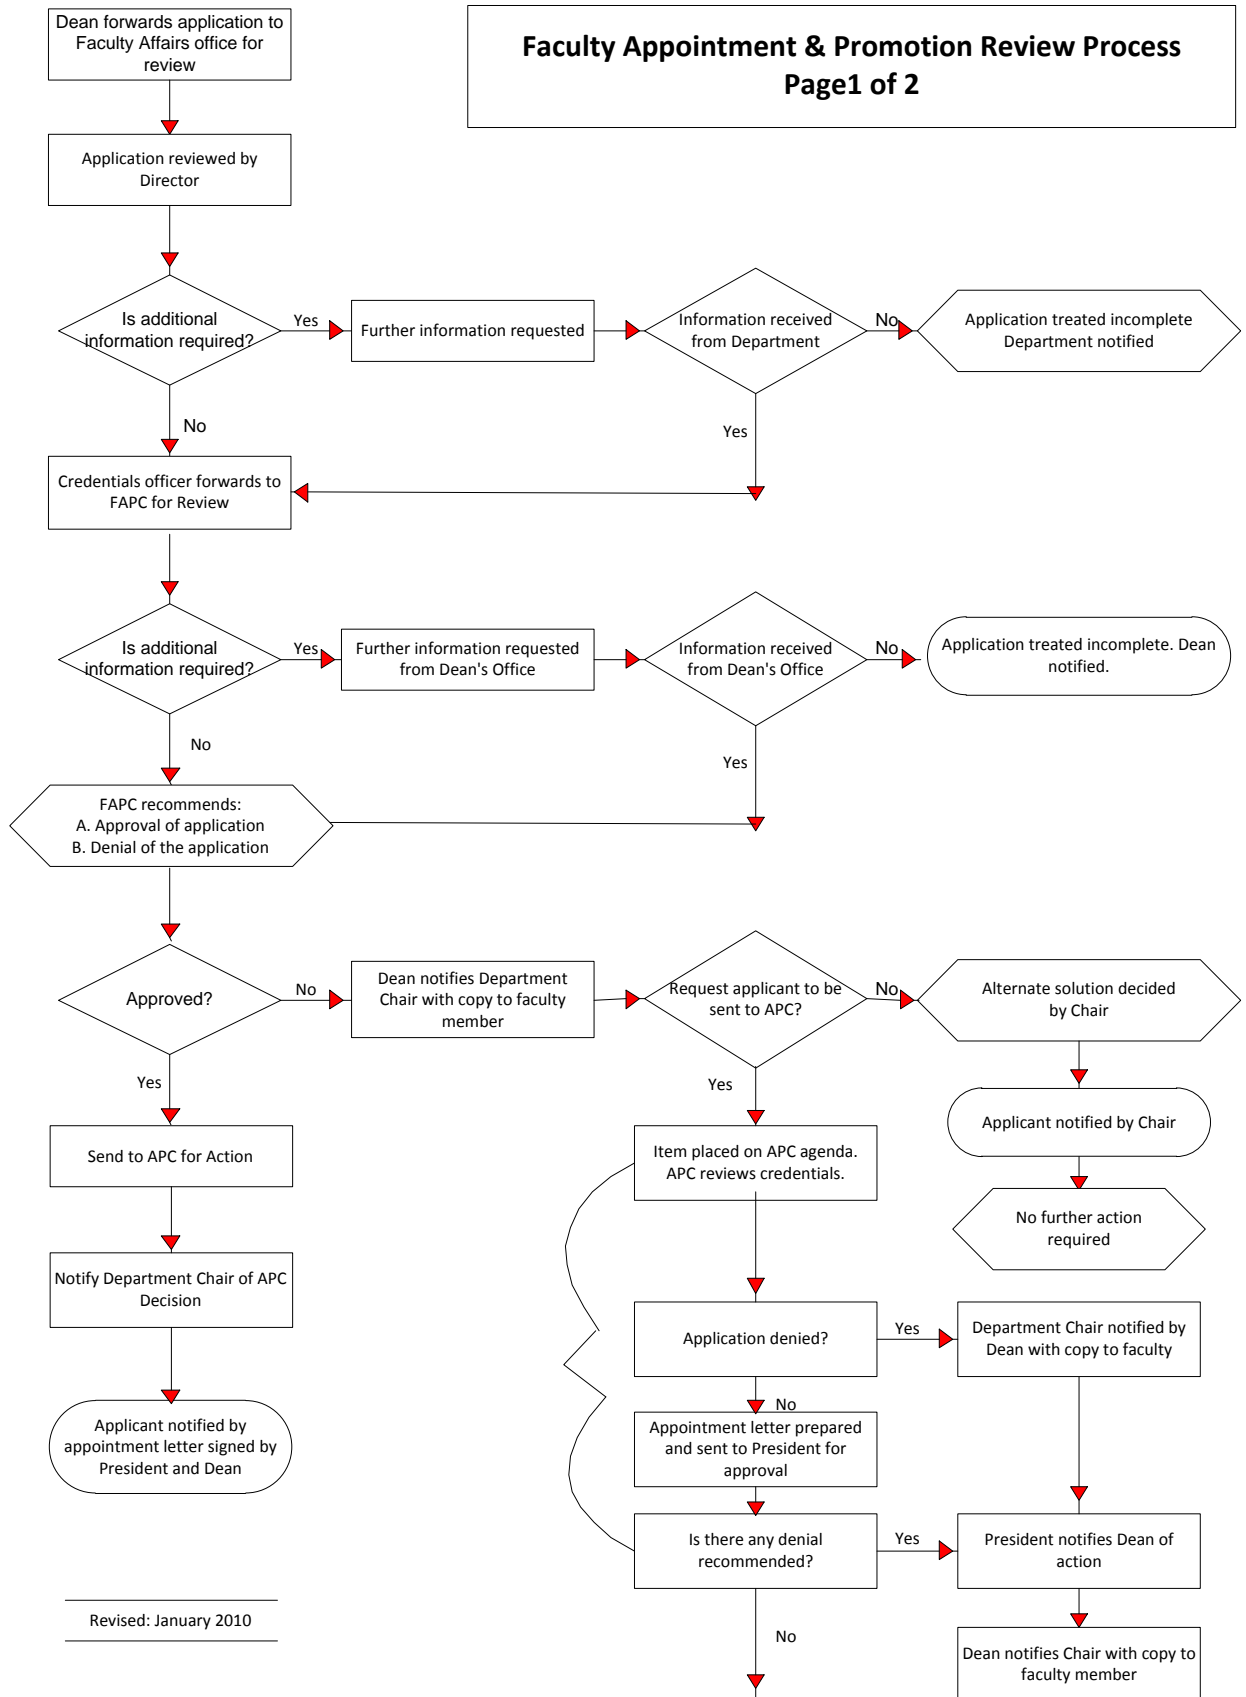 Dean forwards application to
Faculty Affairs office for
review
Faculty Appointment & Promotion Review Process
Page1 of 2
Application reviewed by
Director
Is additional
information required?
Yes
Further information requested
Information received
from Department
No
Application treated incomplete
Department notified
No
Yes
Credentials officer forwards to
FAPC for Review
Is additional
information required?
Yes
Further information requested
from Dean's Office
Information received
from Dean's Office
No
Application treated incomplete. Dean
notified.
No
Yes
FAPC recommends:
A. Approval of application
B. Denial of the application
Approved?
No
Dean notifies Department
Chair with copy to faculty
member
Request applicant to be
sent to APC?
No
Alternate solution decided
by Chair
Yes
Yes
Applicant notified by Chair
Send to APC for Action
Item placed on APC agenda.
APC reviews credentials.
No further action
required
Notify Department Chair of APC
Decision
Application denied?
Yes
Department Chair notified by
Dean with copy to faculty
No
Applicant notified by
appointment letter signed by
President and Dean
Appointment letter prepared
and sent to President for
approval
Is there any denial
recommended?
Yes
President notifies Dean of
action
Revised: January 2010
No
Dean notifies Chair with copy to
faculty member